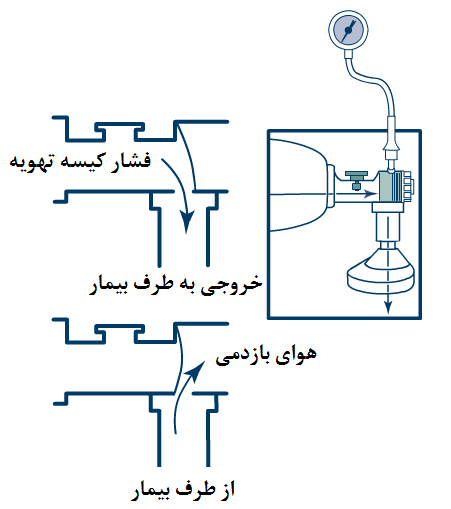 فشار کیسه تهویه
خروجی به طرف بیمار
هوای بازدمی
از طرف بیمار